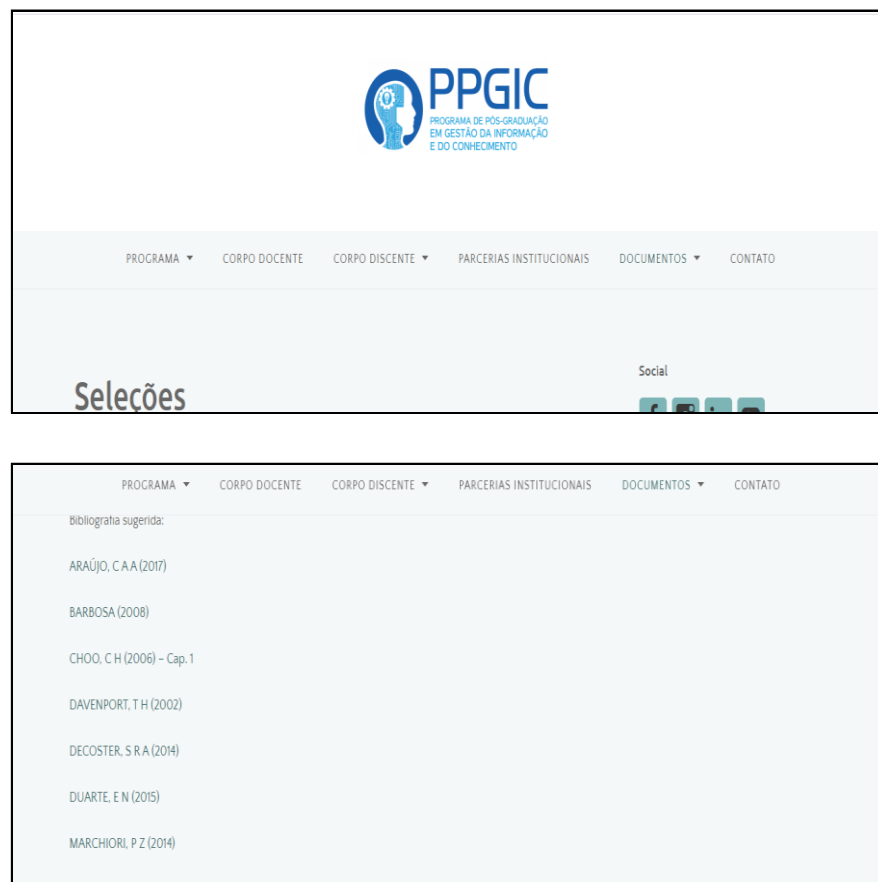 PPGIC
PROGRAMA DE PÓS-GRADUAÇÃO
EM GESTÃO DA INFORMAÇÃO
E DO CONHECIMENTO
PROGRAMA CORPO DOCENTE CORPO DISCENTE PARCERIAS INSTITUCIONAIS DOCUMENTOS CONTATO
Social
Seleções
PROGRAMA CORPO DOCENTE CORPO DISCENTE PARCERIAS INSTITUCIONAIS DOCUMENTOS CONTATO
Bibliografia sugerida:
ARAÚJO, C A A (2017)
BARBOSA (2008)
CHOO, C H (2006) – Cap. 1
DAVENPORT, T H (2002)
DECOSTER, S R A (2014)
DUARTE, E N (2015)
MARCHIORI, P Z (2014)